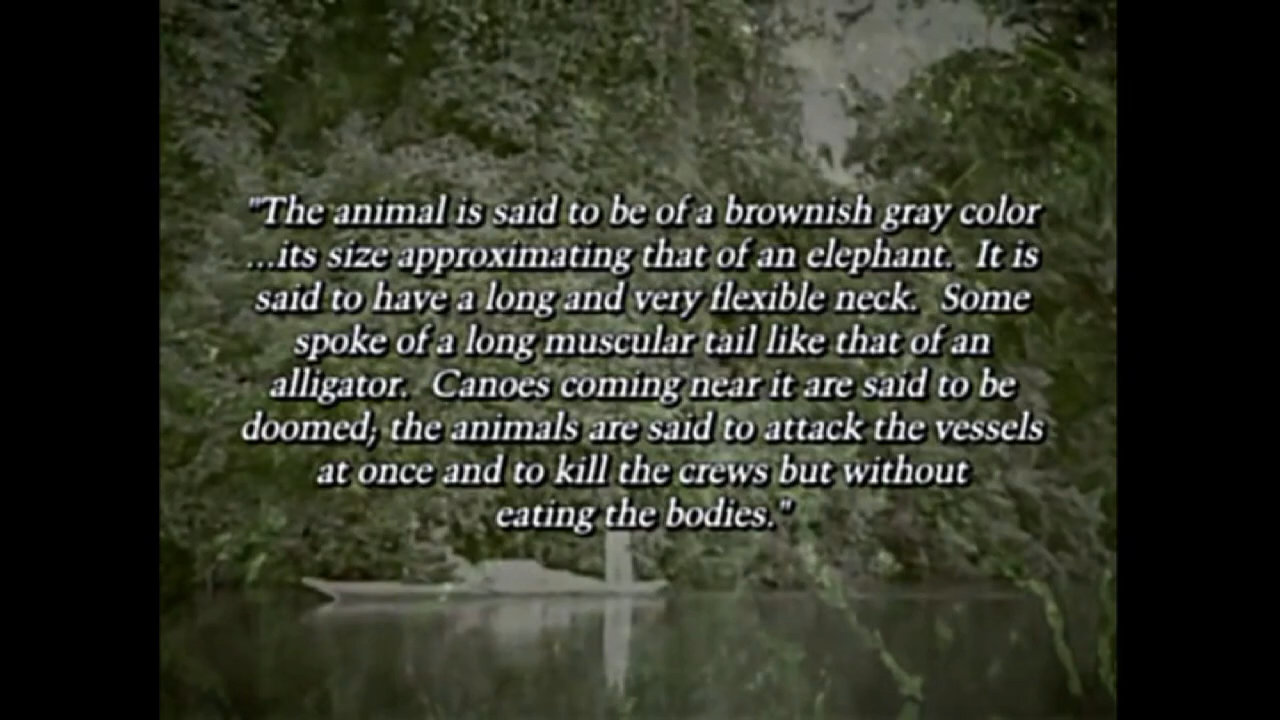 "The animal is said to be of a brownish gray color
...its size approximating that of an elephant.  It is
said to have a long and very flexible neck.  Some
spoke of a long muscular tail like that of an
alligator.  Canoes coming near it are said to be
doomed; the animals are said to attack the vessels
at once and to kill the crews but without
eating the bodies."